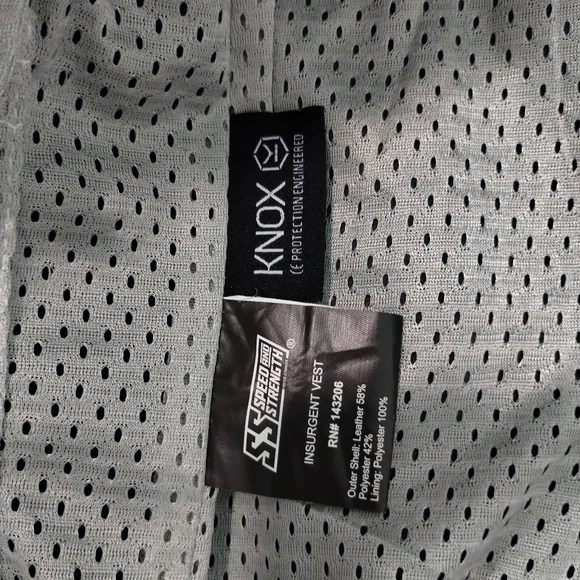 KNOX
CE PROTECTION ENGINEERED
SXS SPEED AND
STRENGTH ®
INSURGENT VEST
RN# 143206
Outer Shell: Leather 58%
Polyester 42%
Lining: Polyester 100%